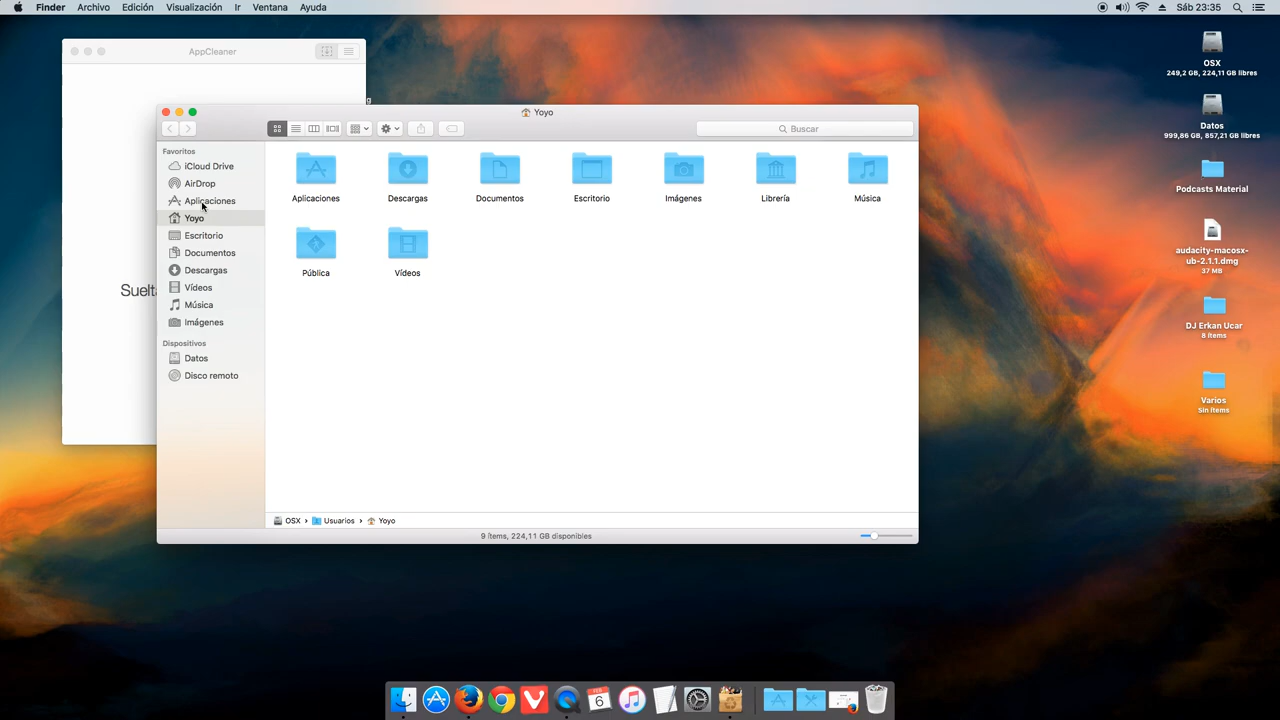 Finder Archivo Edición Visualización Ir Ventana Ayuda Sáb 23:35
AppCleaner
Suelt
Yoyo
Buscar
Favoritos
iCloud Drive
AirDrop
Aplicaciones
Yoyo
Escritorio
Documentos
Descargas
Vídeos
Música
Imágenes
Dispositivos
Datos
Disco remoto
Aplicaciones Descargas Documentos Escritorio Imágenes Librería Música
Pública Vídeos
OSX › Usuarios › Yoyo
9 ítems, 224,11 GB disponibles
OSX
249,2 GB, 224,11 GB libres
Datos
999,86 GB, 857,21 GB libres
Podcasts Material
audacity-macosx-
ub-2.1.1.dmg
37 MB
DJ Erkan Ucar
8 ítems
Varios
Sin ítems
6